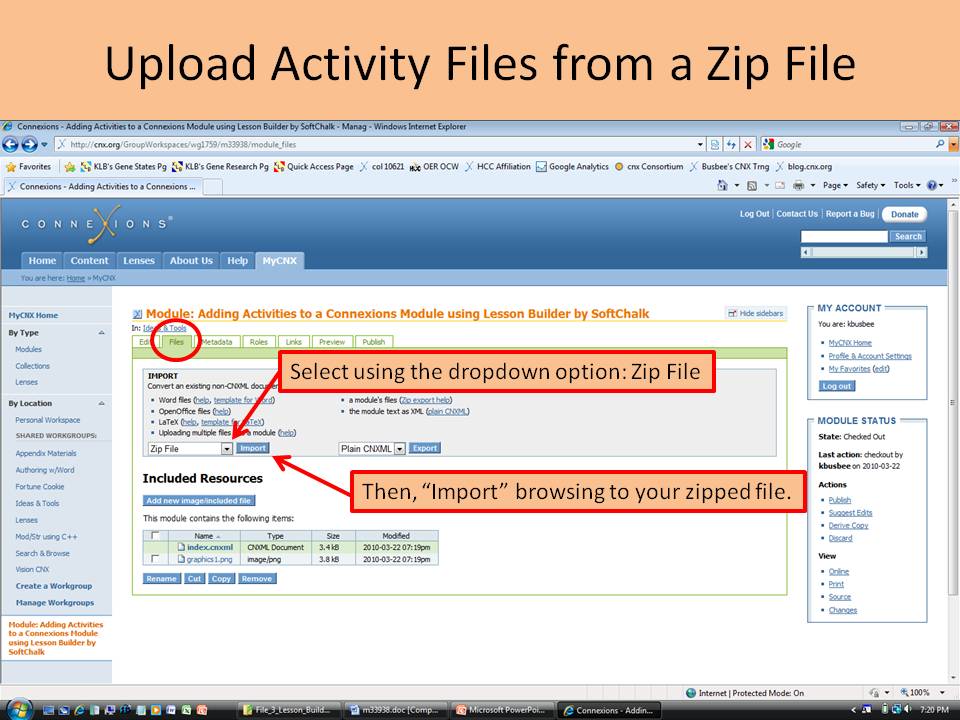 Upload Activity Files from a Zip File
Connexions - Adding Activities to a Connexions Module using Lesson Builder by SoftChalk - Manag - Windows Internet Explorer
http://cnx.org/GroupWorkspaces/wg1759/m33938/module_files
Google
Favorites KLB's Gene Stats Pg KLB's Gene Research Pg Quick Access Page col 10621 OER OCW HCC Affiliation Google Analytics cnx Consortium Busbee's CNX Trng blog.cnx.org
Connexions - Adding Activities to a Connexions ...
Page Safety Tools
CONNEXIONS
Log Out | Contact Us | Report a Bug Donate
Search
Home Content Lenses About Us Help MyCNX
You are here: Home » MyCNX
MyCNX Home
By Type
Modules
Collections
Lenses
By Location
Personal Workspace
SHARED WORKGROUPS:
Appendix Materials
Authoring w/Word
Fortune Cookie
Ideas & Tools
Lenses
Mod/Str using C++
Search & Browse
Vision CNX
Create a Workgroup
Manage Workgroups
Module: Adding Activities
to a Connexions Module
using Lesson Builder by
SoftChalk
Module: Adding Activities to a Connexions Module using Lesson Builder by SoftChalk
Hide sidebars
In: Ideas & Tools
Edit Files Metadata Roles Links Preview Publish
Select using the dropdown option: Zip File
IMPORT
Convert an existing non-CNXML
Word files (help, template for Word)
OpenOffice files (help)
LaTeX (help, template for LaTeX)
Uploading multiple files a module (help)
a module's files (Zip export help)
the module text as XML (plain CNXML)
Zip File Import
Plain CNXML Export
Then, “Import” browsing to your zipped file.
Included Resources
Add new image/included file
This module contains the following items:
Name Type Size Modified
index.cnxml CNXML Document 3.4 kB 2010-03-22 07:19pm
graphics1.png image/png 3.8 kB 2010-03-22 07:19pm
Rename Cut Copy Remove
MY ACCOUNT
You are: kbusbee
MyCNX Home
Profile & Account Settings
My Favorites (edit)
Log out
MODULE STATUS
State: Checked Out
Last action: checkout by
kbusbee on 2010-03-22
Actions
Publish
Suggest Edits
Derive Copy
Discard
View
Online
Print
Source
Changes
Internet | Protected Mode: On
100%
File_3_Lesson_Build...
m33938.doc [Comp...
Microsoft PowerPoi...
Connexions - Addin...
7:20 PM